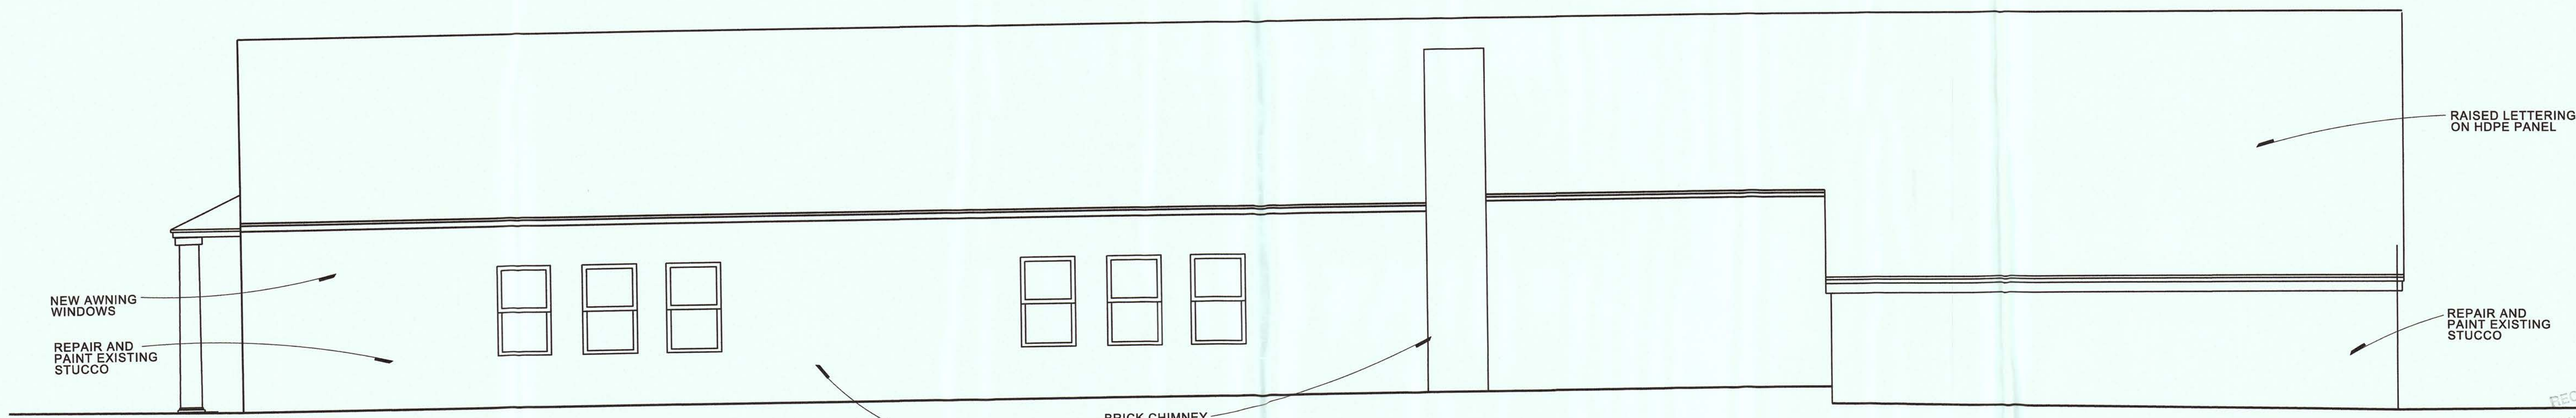 RAISED LETTERING
ON HDPE PANEL
NEW AWNING
WINDOWS
REPAIR AND
PAINT EXISTING
STUCCO
REPAIR AND
PAINT EXISTING
STUCCO
BRICK CHIMNEY
REC